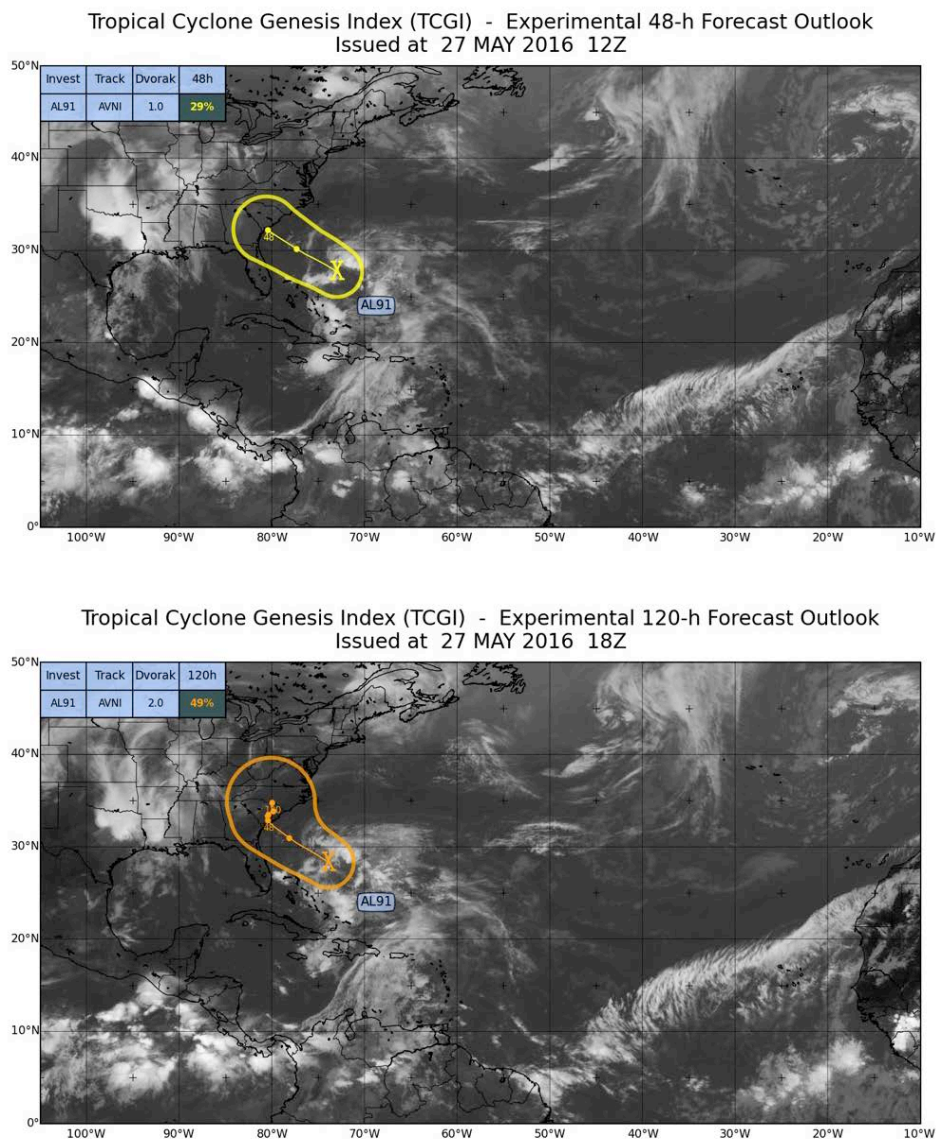 Tropical Cyclone Genesis Index (TCGI) - Experimental 48-h Forecast Outlook
Issued at 27 MAY 2016 12Z
50°N
Invest Track Dvorak 48h
AL91 AVNI 1.0 29%
40°N
30°N
48
X
AL91
20°N
10°N
0°
100°W 90°W 80°W 70°W 60°W 50°W 40°W 30°W 20°W 10°W
Tropical Cyclone Genesis Index (TCGI) - Experimental 120-h Forecast Outlook
Issued at 27 MAY 2016 18Z
50°N
Invest Track Dvorak 120h
AL91 AVNI 2.0 49%
40°N
48
30°N
X
AL91
20°N
10°N
0°
100°W 90°W 80°W 70°W 60°W 50°W 40°W 30°W 20°W 10°W